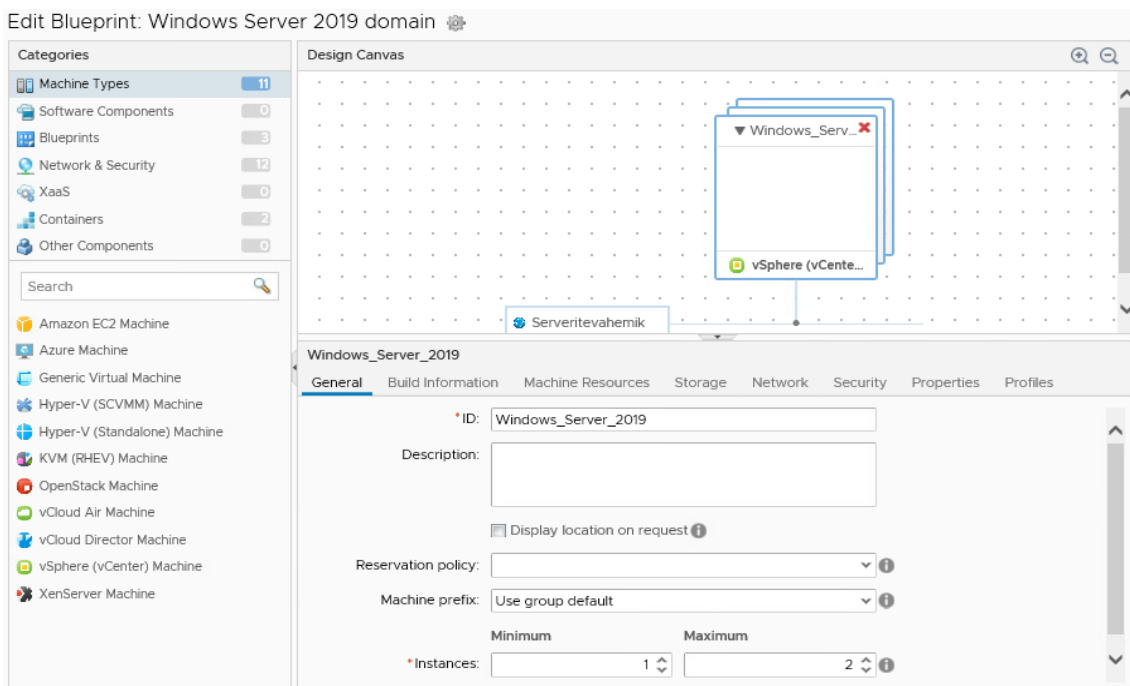 Edit Blueprint: Windows Server 2019 domain
Categories
Machine Types 11
Software Components 0
Blueprints 3
Network & Security 12
XaaS 0
Containers 2
Other Components 0
Search
Amazon EC2 Machine
Azure Machine
Generic Virtual Machine
Hyper-V (SCVMM) Machine
Hyper-V (Standalone) Machine
KVM (RHEV) Machine
OpenStack Machine
vCloud Air Machine
vCloud Director Machine
vSphere (vCenter) Machine
XenServer Machine
Design Canvas
Windows_Serv...
vSphere (vCente...
Serveritevahemik
Windows_Server_2019
General Build Information Machine Resources Storage Network Security Properties Profiles
*ID: Windows_Server_2019
Description:
Display location on request
Reservation policy:
Machine prefix: Use group default
Minimum Maximum
*Instances: 1 2